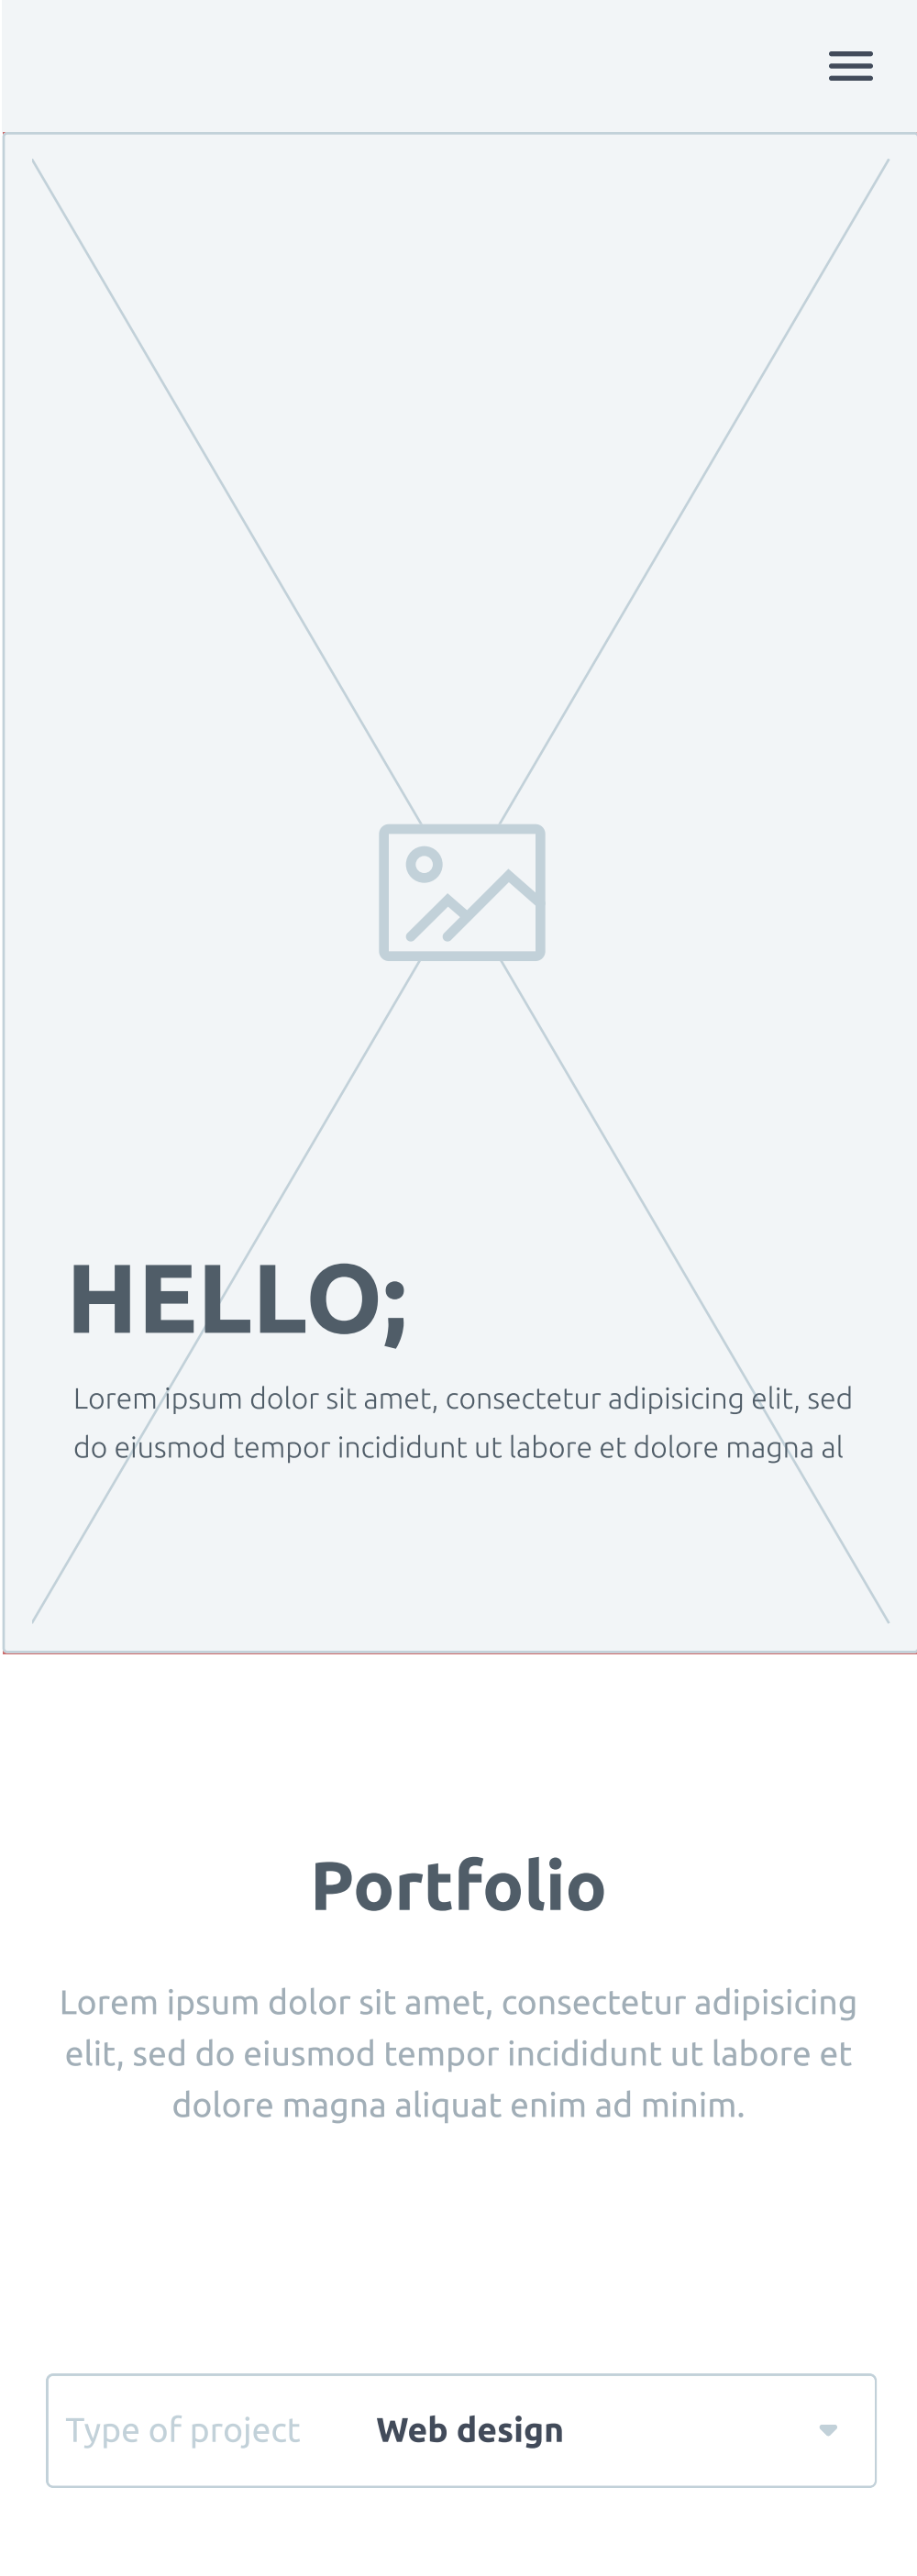 HELLO;
Lorem ipsum dolor sit amet, consectetur adipisicing elit, sed
do eiusmod tempor incididunt ut labore et dolore magna al
Portfolio
Lorem ipsum dolor sit amet, consectetur adipisicing
elit, sed do eiusmod tempor incididunt ut labore et
dolore magna aliquat enim ad minim.
Type of project Web design